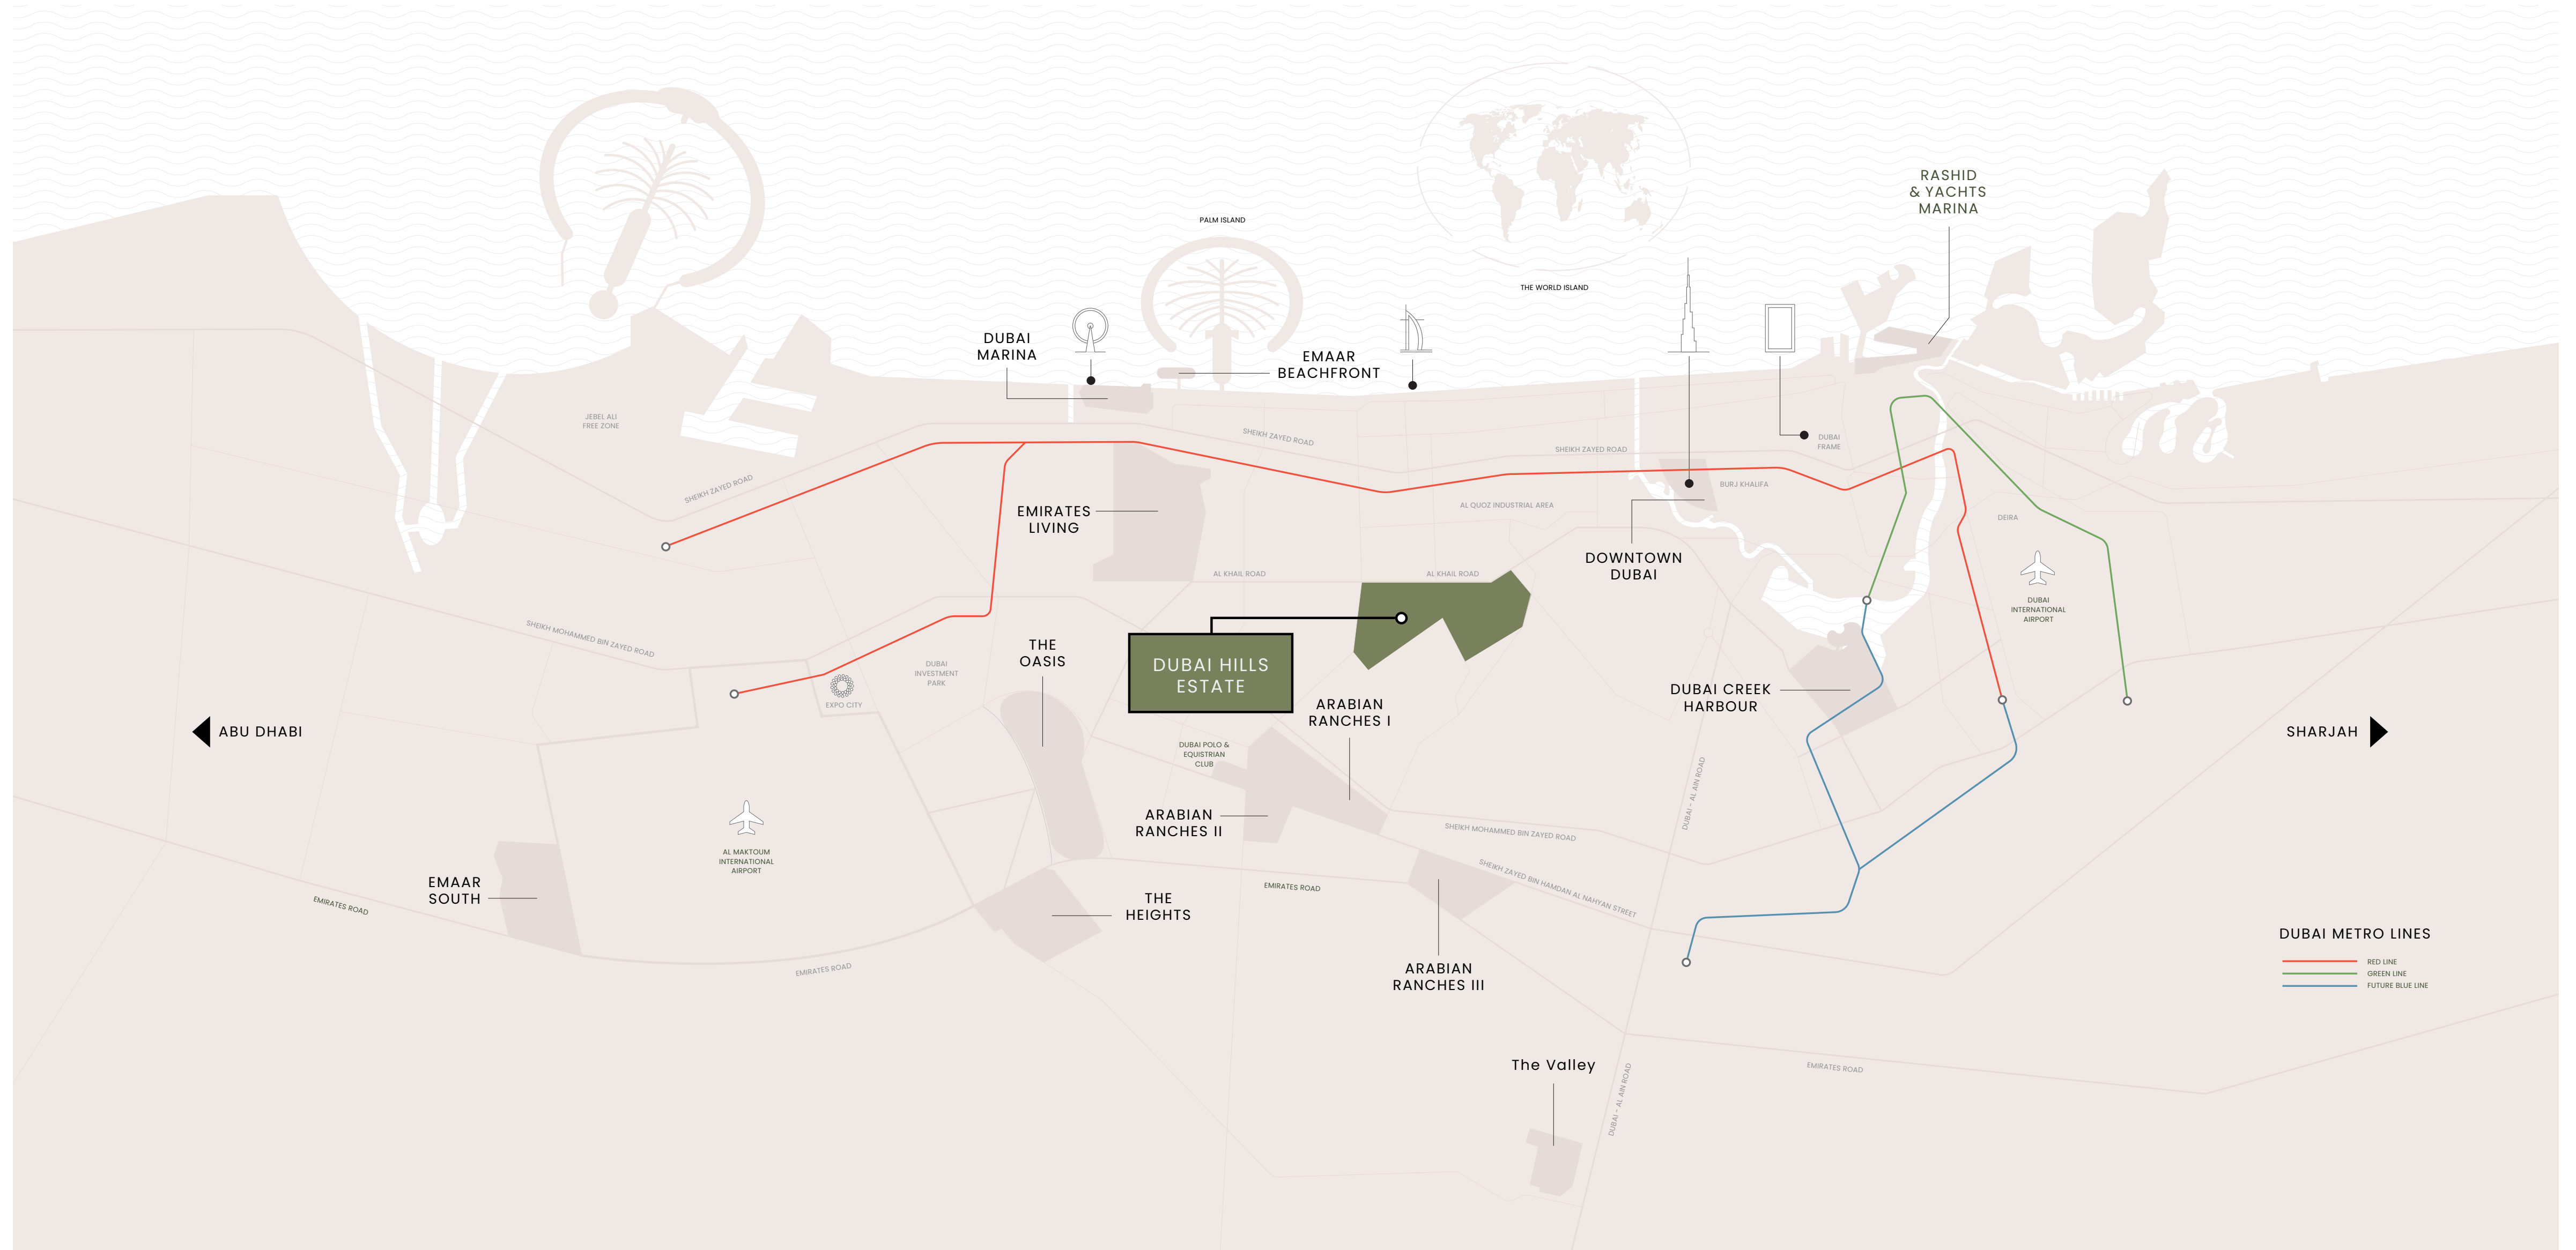 RASHID
& YACHTS
MARINA
PALM ISLAND
THE WORLD ISLAND
DUBAI
MARINA
EMAAR
BEACHFRONT
JEBEL ALI
FREE ZONE
SHEIKH ZAYED ROAD
SHEIKH ZAYED ROAD
SHEIKH ZAYED ROAD
DUBAI
FRAME
BURJ KHALIFA
AL QUOZ INDUSTRIAL AREA
EMIRATES
LIVING
DEIRA
DOWNTOWN
DUBAI
AL KHAIL ROAD
AL KHAIL ROAD
DUBAI
INTERNATIONAL
AIRPORT
SHEIKH MOHAMMED BIN ZAYED ROAD
THE
OASIS
DUBAI
INVESTMENT
PARK
DUBAI HILLS
ESTATE
EXPO CITY
ARABIAN
RANCHES I
DUBAI CREEK
HARBOUR
ABU DHABI
SHARJAH
DUBAI POLO &
EQUISTRIAN
CLUB
DUBAI - AL AIN ROAD
ARABIAN
RANCHES II
SHEIKH MOHAMMED BIN ZAYED ROAD
AL MAKTOUM
INTERNATIONAL
AIRPORT
SHEIKH ZAYED BIN HAMDAN AL NAHYAN STREET
EMAAR
SOUTH
EMIRATES ROAD
EMIRATES ROAD
THE
HEIGHTS
EMIRATES ROAD
ARABIAN
RANCHES III
DUBAI METRO LINES
RED LINE
GREEN LINE
FUTURE BLUE LINE
The Valley
EMIRATES ROAD
DUBAI - AL AIN ROAD